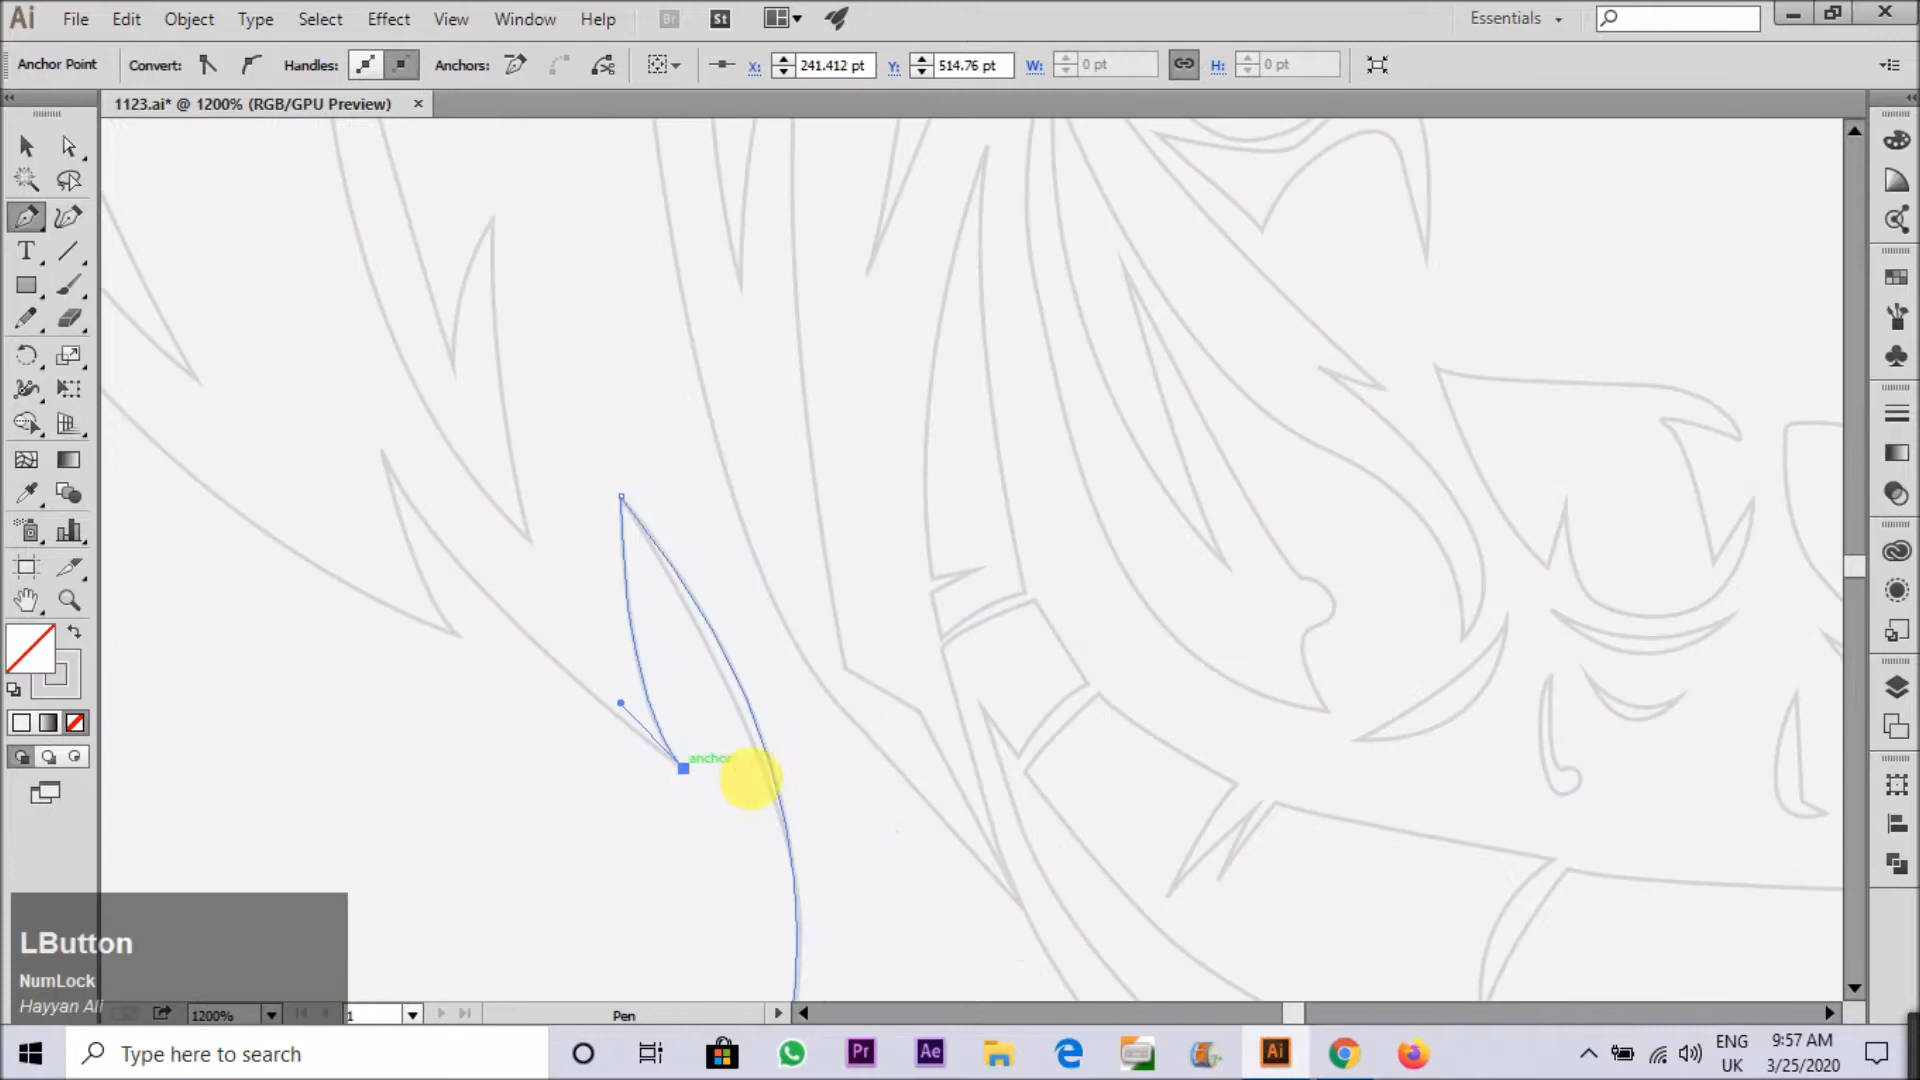 Ai File Edit Object Type Select Effect View Window Help Br St Essentials
Anchor Point Convert: Handles: Anchors: X: 241.412 pt Y: 514.76 pt W: 0 pt H: 0 pt
1123.ai* @ 1200% (RGB/GPU Preview) ×
T
LButton
NumLock
Hayyan Ali
1200% 1 Pen
Type here to search Pr Ae Ai ENG UK 9:57 AM 3/25/2020